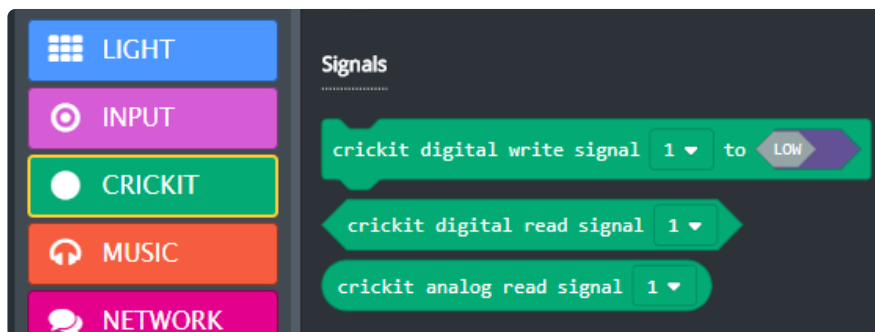 LIGHT
INPUT
CRICKIT
MUSIC
NETWORK
Signals
crickit digital write signal 1 to LOW
crickit digital read signal 1
crickit analog read signal 1